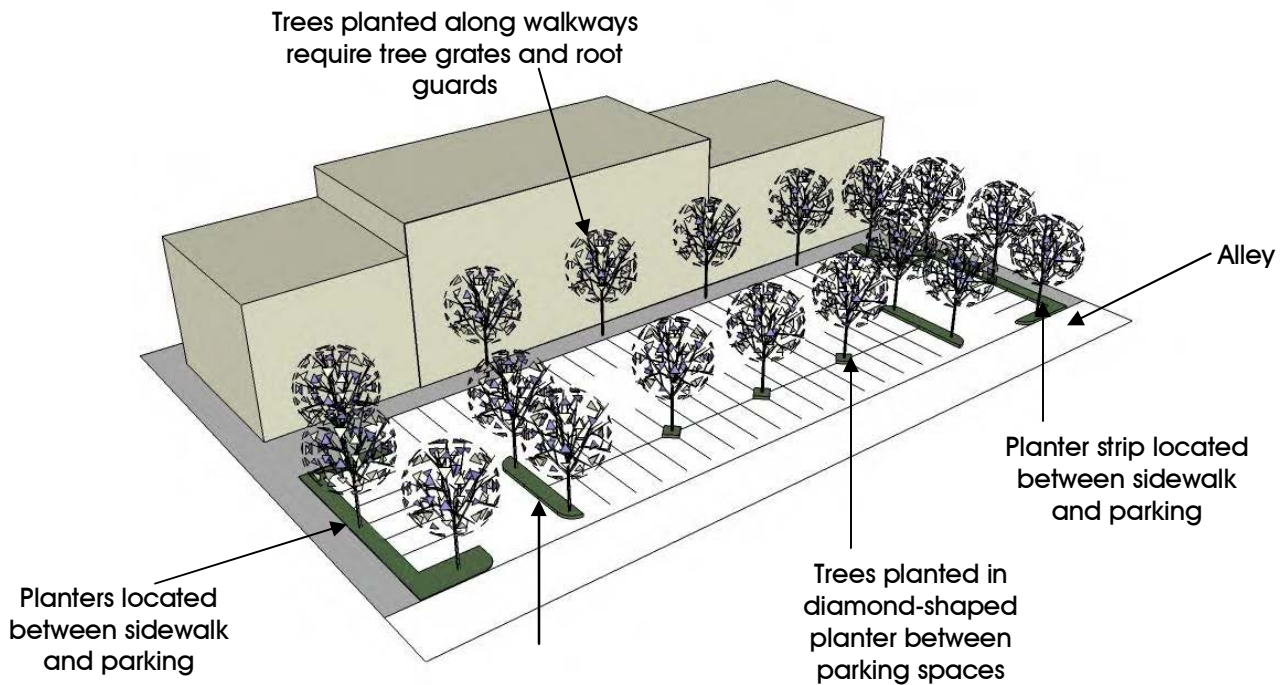 Trees planted along walkways
require tree grates and root
guards
Alley
Planter strip located
between sidewalk
and parking
Trees planted in
diamond-shaped
planter between
parking spaces
Planters located
between sidewalk
and parking